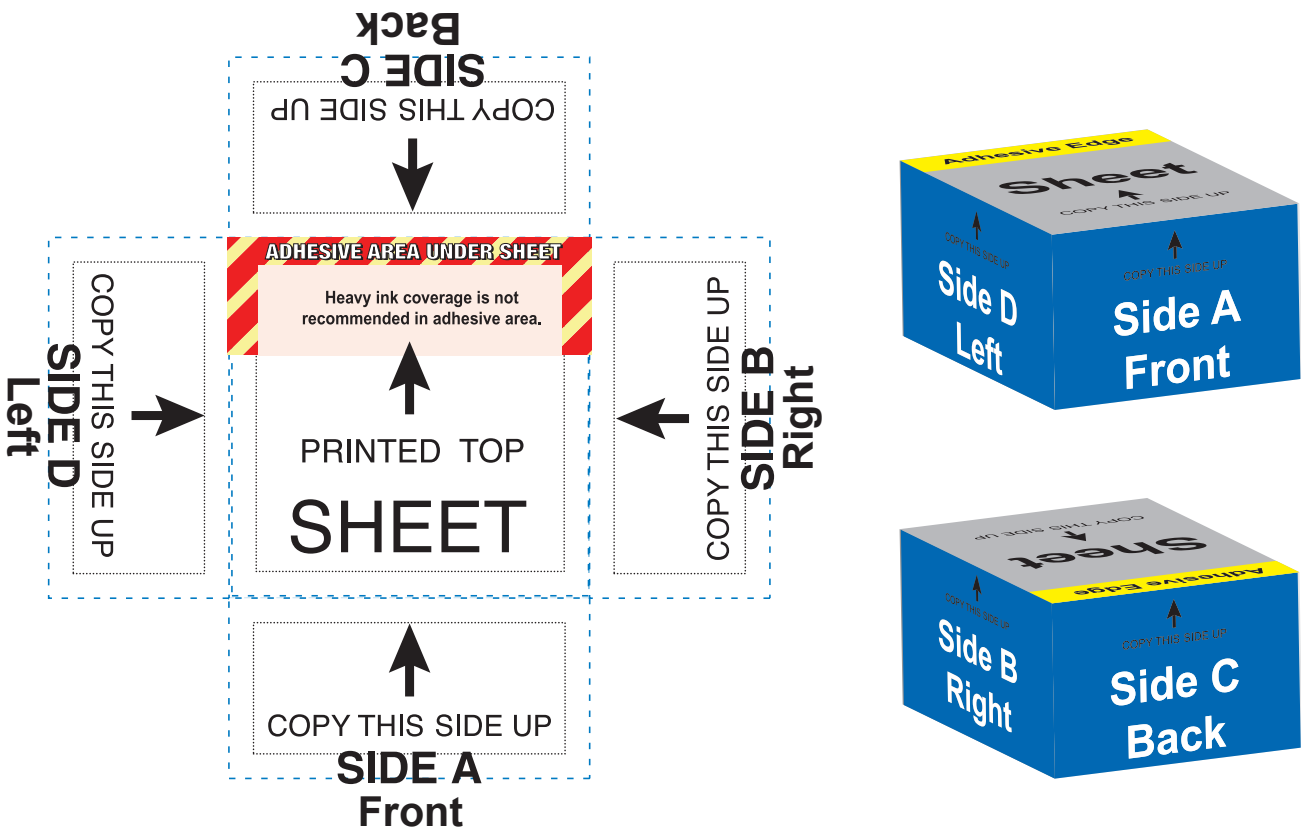 Back
SIDE C
COPY THIS SIDE UP
ADHESIVE AREA UNDER SHEET
Heavy ink coverage is not
recommended in adhesive area.
PRINTED TOP
SHEET
COPY THIS SIDE UP
SIDE D
Left
COPY THIS SIDE UP
SIDE B
Right
COPY THIS SIDE UP
SIDE A
Front
Adhesive Edge
Sheet
COPY THIS SIDE UP
COPY THIS SIDE UP
Side D
Left
COPY THIS SIDE UP
Side A
Front
COPY THIS SIDE UP
Sheet
Adhesive Edge
COPY THIS SIDE UP
Side B
Right
COPY THIS SIDE UP
Side C
Back